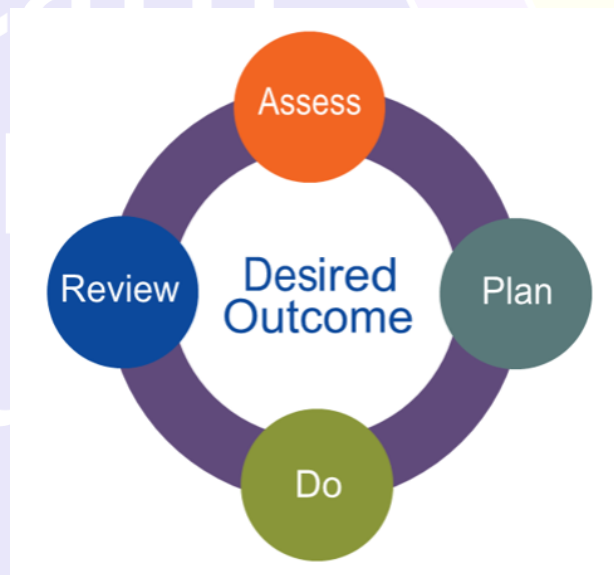 Assess
Review
Desired
Outcome
Plan
Do